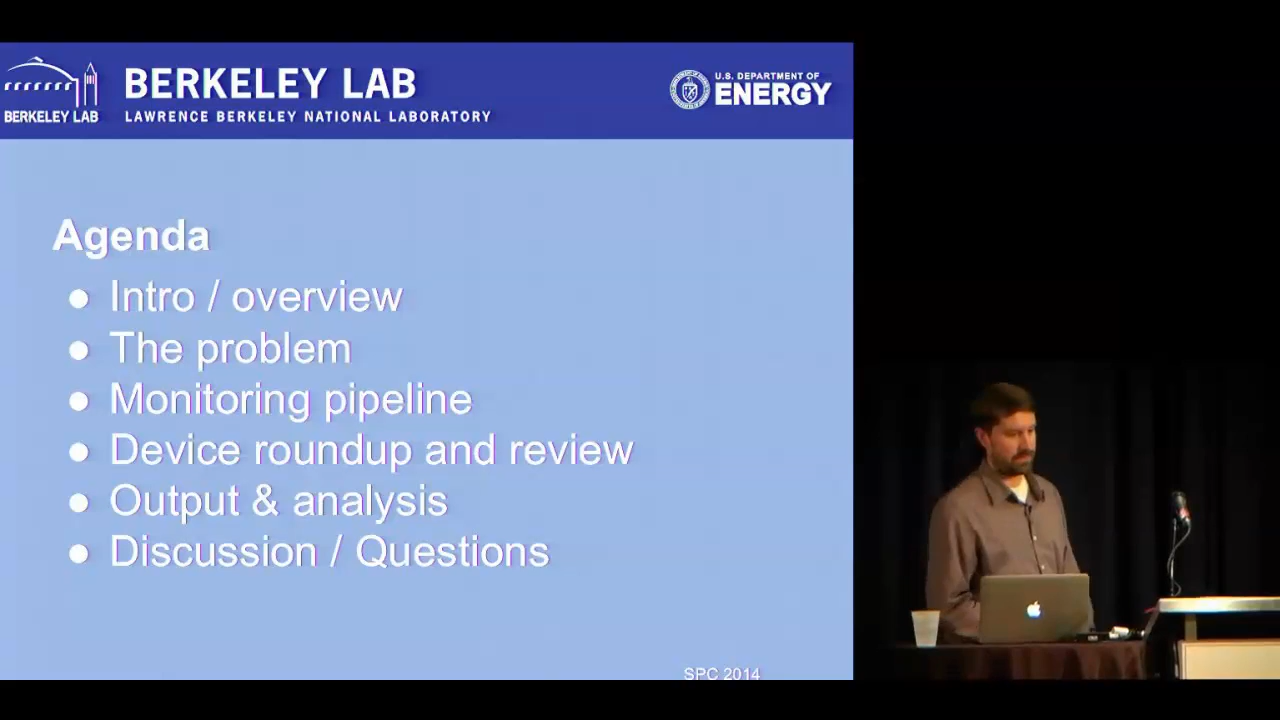 BERKELEY LAB
BERKELEY LAB
LAWRENCE BERKELEY NATIONAL LABORATORY
U.S. DEPARTMENT OF
ENERGY
Agenda
● Intro / overview
● The problem
● Monitoring pipeline
● Device roundup and review
● Output & analysis
● Discussion / Questions
SPC 2014